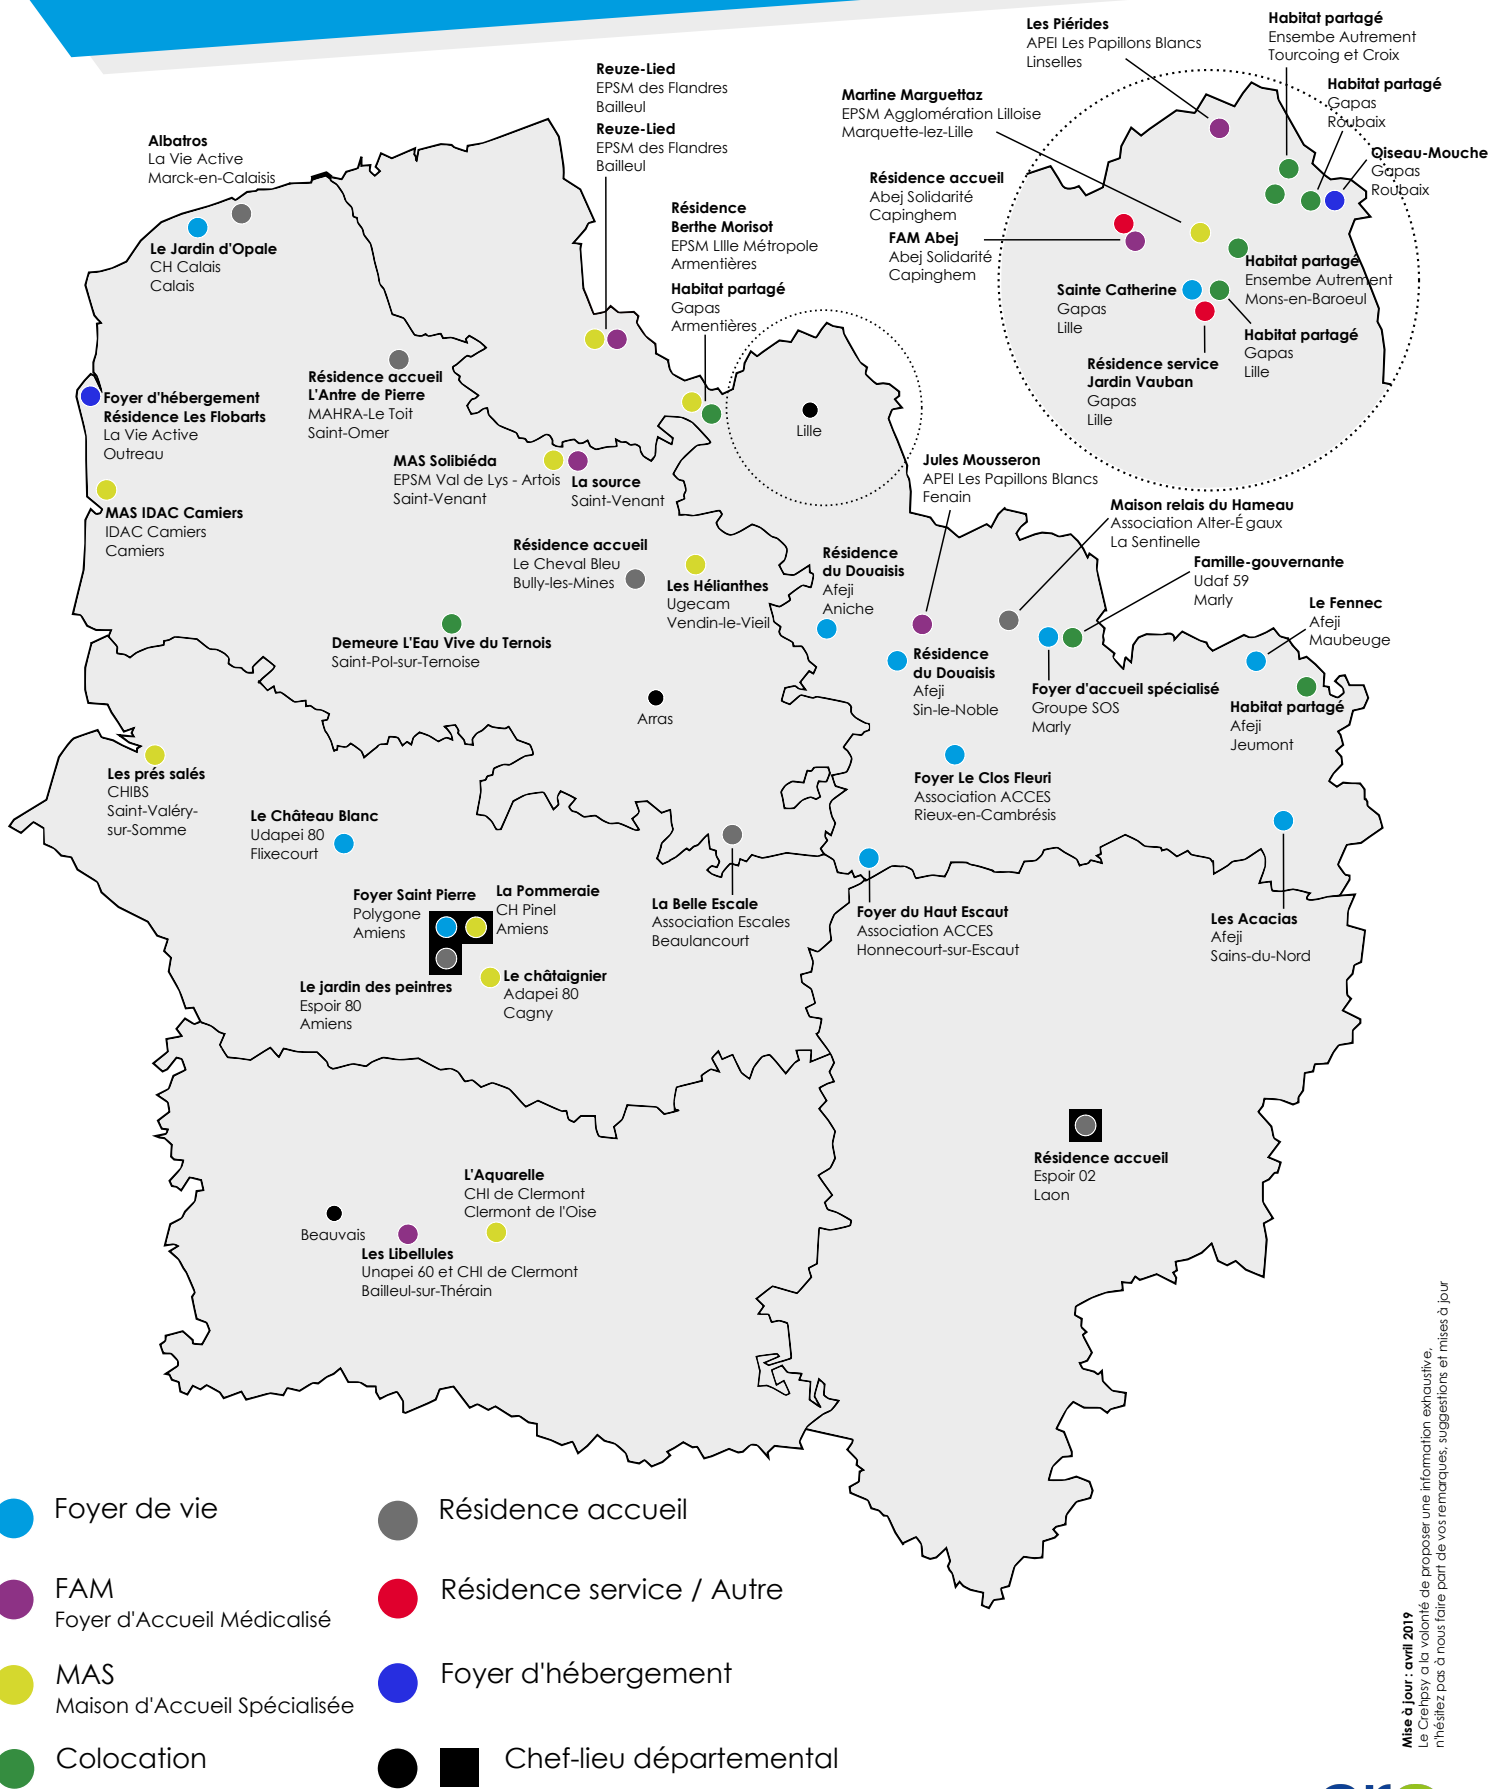 Les Piérides
APEI Les Papillons Blancs
Linselles
Habitat partagé
Ensembe Autrement
Tourcoing et Croix
Habitat partagé
Gapas
Roubaix
Oiseau-Mouche
Gapas
Roubaix
Martine Marguettaz
EPSM Agglomération Lilloise
Marquette-lez-Lille
Résidence accueil
Abej Solidarité
Capinghem
FAM Abej
Abej Solidarité
Capinghem
Habitat partagé
Ensembe Autrement
Mons-en-Baroeul
Sainte Catherine
Gapas
Lille
Habitat partagé
Gapas
Lille
Résidence service
Jardin Vauban
Gapas
Lille
Reuze-Lied
EPSM des Flandres
Bailleul
Reuze-Lied
EPSM des Flandres
Bailleul
Résidence
Berthe Morisot
EPSM LIlle Métropole
Armentières
Habitat partagé
Gapas
Armentières
Albatros
La Vie Active
Marck-en-Calaisis
Le Jardin d'Opale
CH Calais
Calais
Résidence accueil
L'Antre de Pierre
MAHRA-Le Toit
Saint-Omer
Foyer d'hébergement
Résidence Les Flobarts
La Vie Active
Outreau
Lille
MAS Solibiéda
EPSM Val de Lys - Artois
Saint-Venant
La source
Saint-Venant
MAS IDAC Camiers
IDAC Camiers
Camiers
Jules Mousseron
APEI Les Papillons Blancs
Fenain
Maison relais du Hameau
Association Alter-Égaux
La Sentinelle
Résidence accueil
Le Cheval Bleu
Bully-les-Mines
Les Hélianthes
Ugecam
Vendin-le-Vieil
Résidence
du Douaisis
Afeji
Aniche
Famille-gouvernante
Udaf 59
Marly
Le Fennec
Afeji
Maubeuge
Demeure L'Eau Vive du Ternois
Saint-Pol-sur-Ternoise
Résidence
du Douaisis
Afeji
Sin-le-Noble
Foyer d'accueil spécialisé
Groupe SOS
Marly
Habitat partagé
Afeji
Jeumont
Arras
Les prés salés
CHIBS
Saint-Valéry-
sur-Somme
Foyer Le Clos Fleuri
Association ACCES
Rieux-en-Cambrésis
Le Château Blanc
Udapei 80
Flixecourt
Foyer Saint Pierre
Polygone
Amiens
La Pommeraie
CH Pinel
Amiens
La Belle Escale
Association Escales
Beaulancourt
Foyer du Haut Escaut
Association ACCES
Honnecourt-sur-Escaut
Les Acacias
Afeji
Sains-du-Nord
Le jardin des peintres
Espoir 80
Amiens
Le châtaignier
Adapei 80
Cagny
Résidence accueil
Espoir 02
Laon
L'Aquarelle
CHI de Clermont
Clermont de l'Oise
Beauvais
Les Libellules
Unapei 60 et CHI de Clermont
Bailleul-sur-Thérain
Foyer de vie
FAM
Foyer d'Accueil Médicalisé
MAS
Maison d'Accueil Spécialisée
Colocation
Résidence accueil
Résidence service / Autre
Foyer d'hébergement
Chef-lieu départemental
Mise à jour : avril 2019
Le Crehpsy a la volonté de proposer une information exhaustive,
n'hésitez pas à nous faire part de vos remarques, suggestions et mises à jour